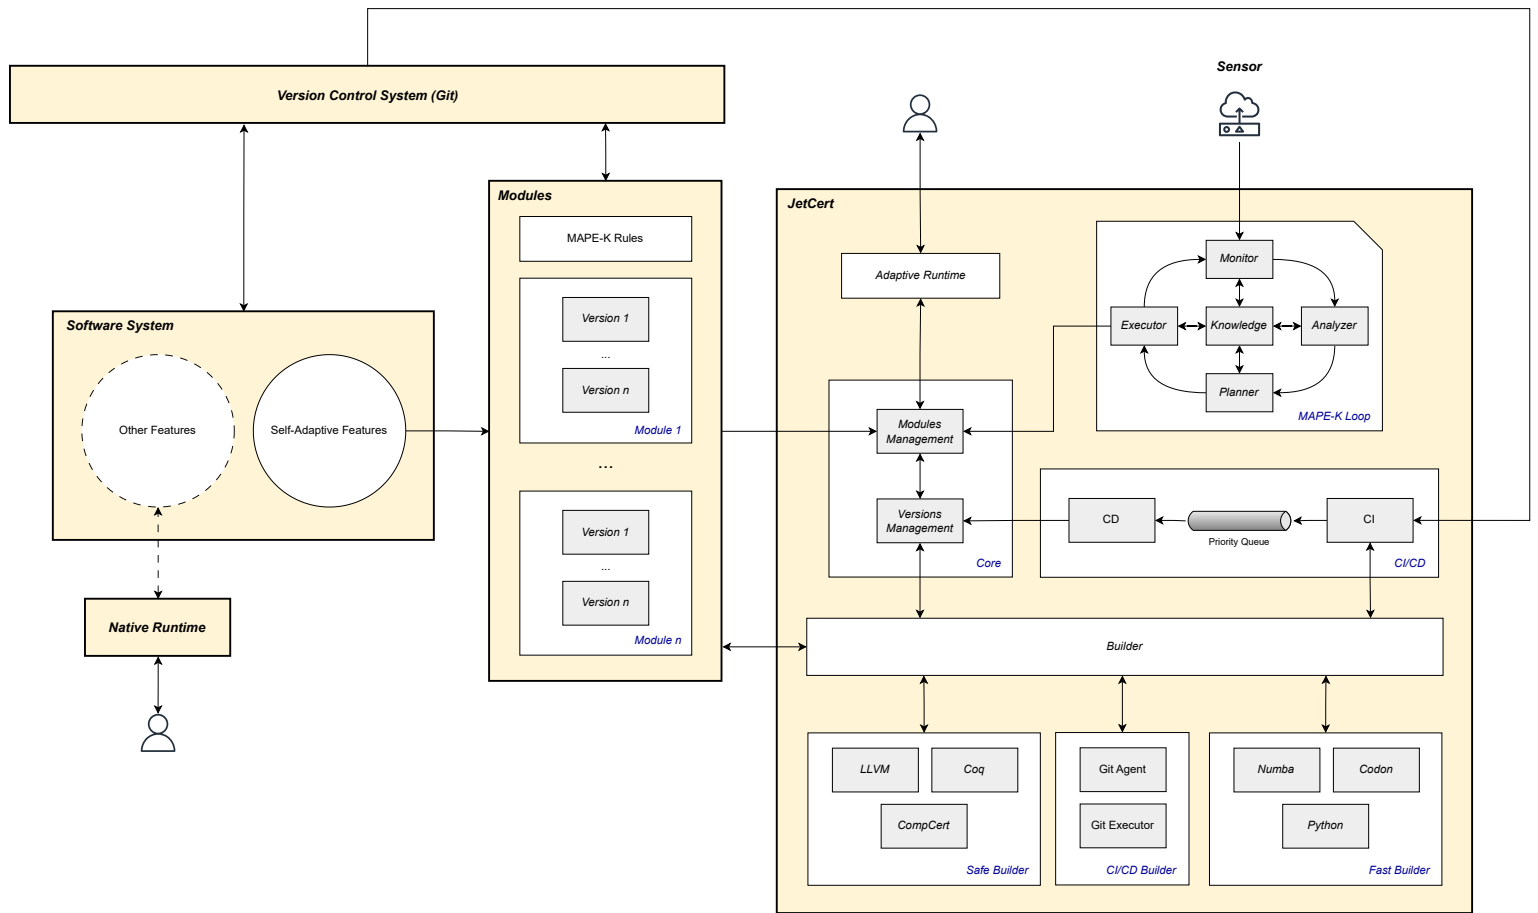 Sensor
Version Control System (Git)
Modules
MAPE-K Rules
Version 1
...
Version n
Module 1
...
Version 1
...
Version n
Module n
Software System
Other Features
Self-Adaptive Features
Native Runtime
JetCert
Adaptive Runtime
Monitor
Executor
Knowledge
Analyzer
Planner
MAPE-K Loop
Modules
Management
Versions
Management
Core
CD
Priority Queue
CI
CI/CD
Builder
LLVM
Coq
CompCert
Safe Builder
Git Agent
Git Executor
CI/CD Builder
Numba
Codon
Python
Fast Builder